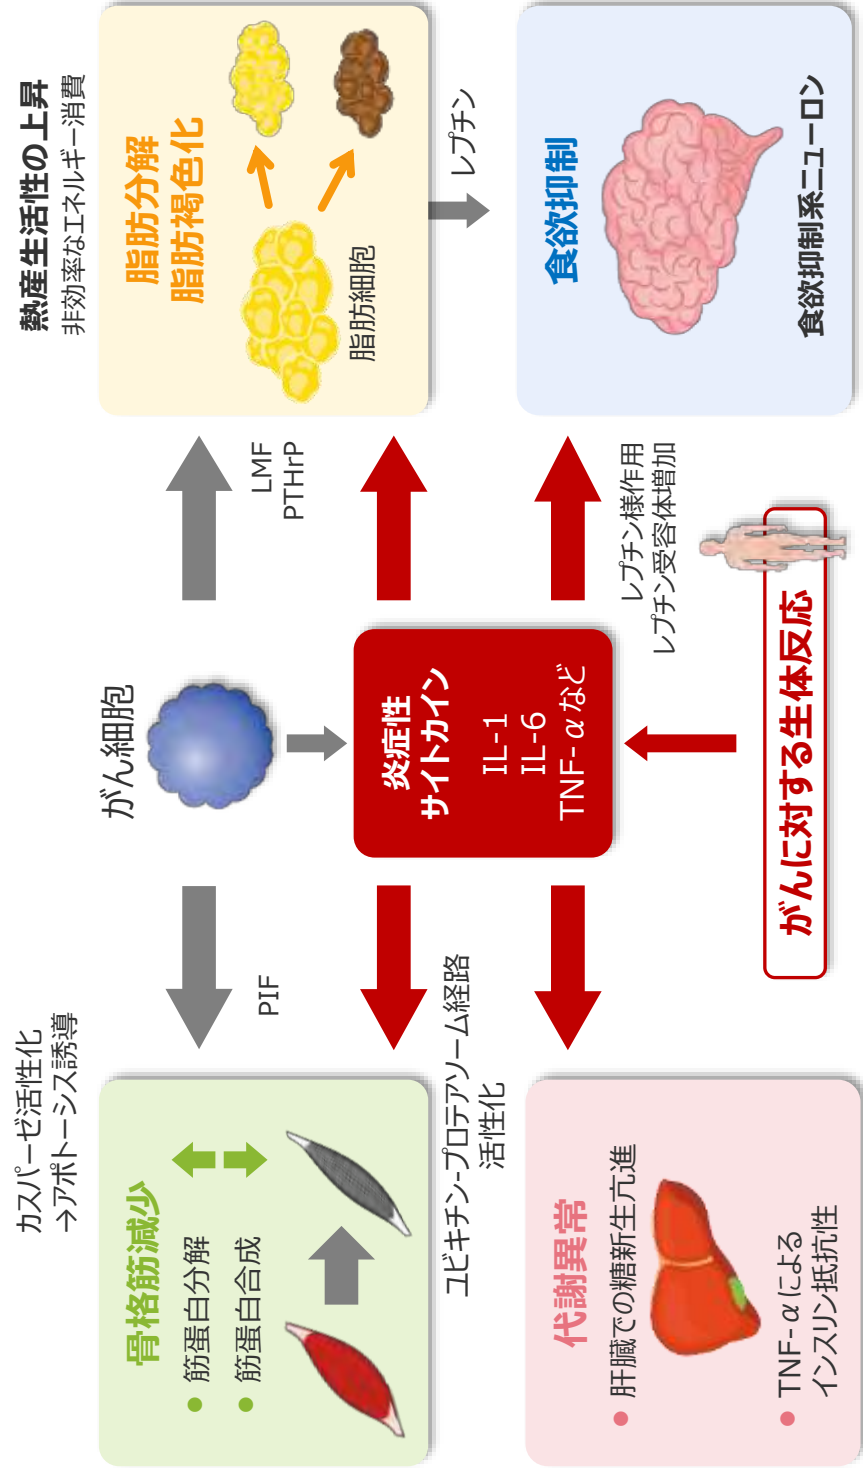 カスパーゼ活性化
→アポトーシス誘導
骨格筋減少
筋蛋白分解
筋蛋白合成
PIF
ユビキチン-プロテアソーム経路
活性化
代謝異常
肝臓での糖新生亢進
TNF-αによる
インスリン抵抗性
がん細胞
炎症性
サイトカイン
IL-1
IL-6
TNF-αなど
がんに対する生体反応
熱産生活性の上昇
非効率なエネルギー消費
脂肪分解
脂肪褐色化
脂肪細胞
LMF
PTHrP
レプチン
レプチン様作用
レプチン受容体増加
食欲抑制
食欲抑制系ニューロン